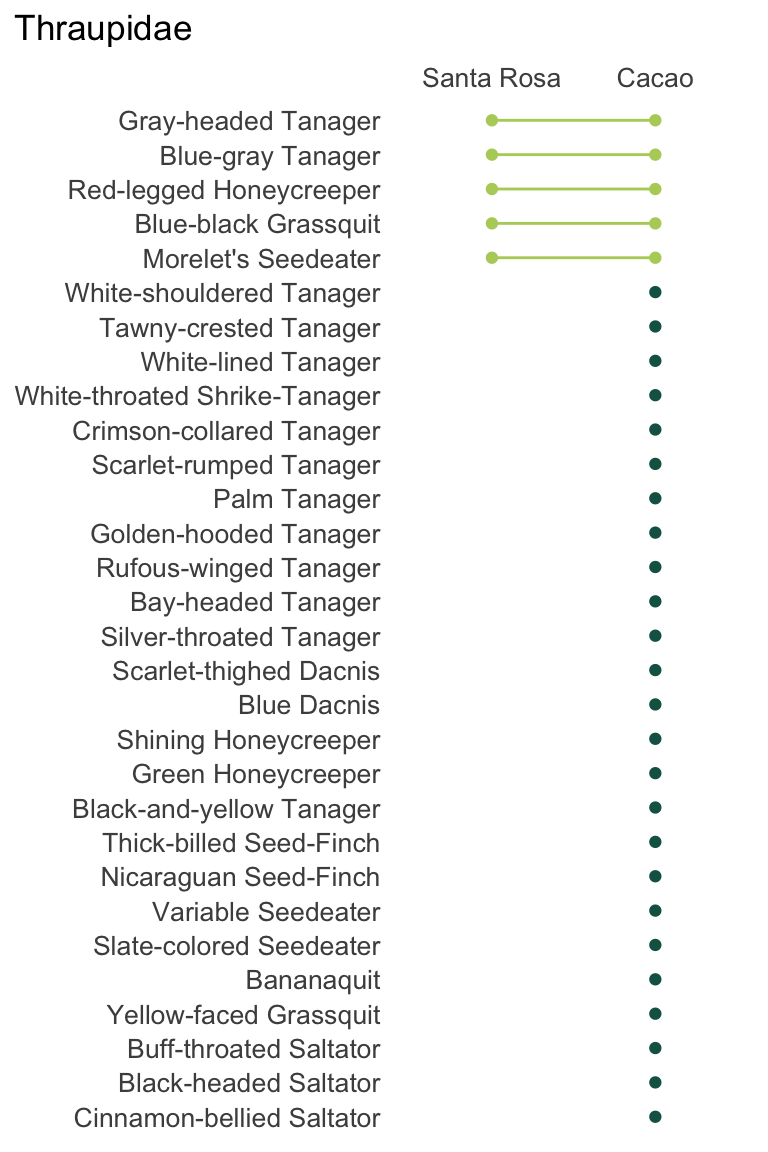 Thraupidae
Santa Rosa Cacao
Gray-headed Tanager
Blue-gray Tanager
Red-legged Honeycreeper
Blue-black Grassquit
Morelet's Seedeater
White-shouldered Tanager
Tawny-crested Tanager
White-lined Tanager
White-throated Shrike-Tanager
Crimson-collared Tanager
Scarlet-rumped Tanager
Palm Tanager
Golden-hooded Tanager
Rufous-winged Tanager
Bay-headed Tanager
Silver-throated Tanager
Scarlet-thighed Dacnis
Blue Dacnis
Shining Honeycreeper
Green Honeycreeper
Black-and-yellow Tanager
Thick-billed Seed-Finch
Nicaraguan Seed-Finch
Variable Seedeater
Slate-colored Seedeater
Bananaquit
Yellow-faced Grassquit
Buff-throated Saltator
Black-headed Saltator
Cinnamon-bellied Saltator